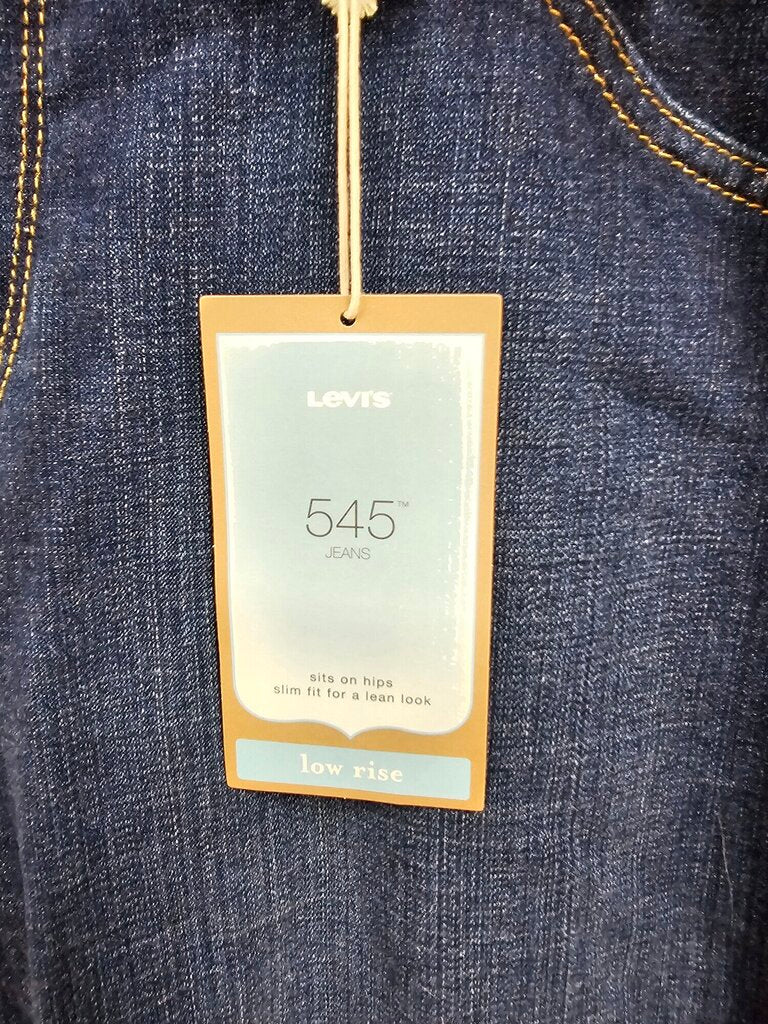 Levi's
545™
JEANS
sits on hips
slim fit for a lean look
low rise